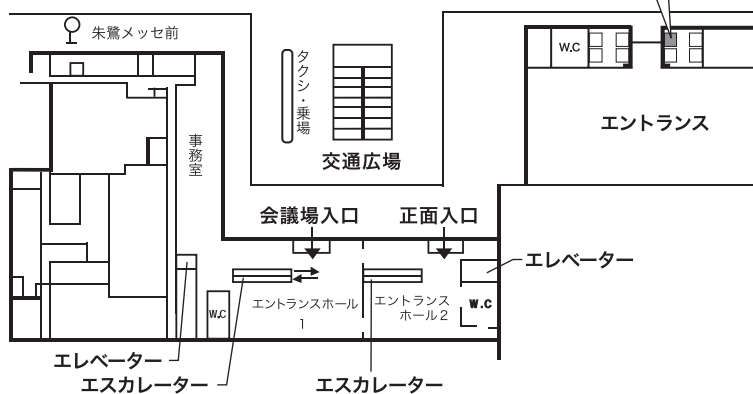 朱鷺メッセ前
タクシー乗場
W.C
エントランス
事務室
交通広場
会議場入口
正面入口
エレベーター
エントランスホール
1
エントランス
ホール2
W.C
W.C
エレベーター
エスカレーター
エスカレーター